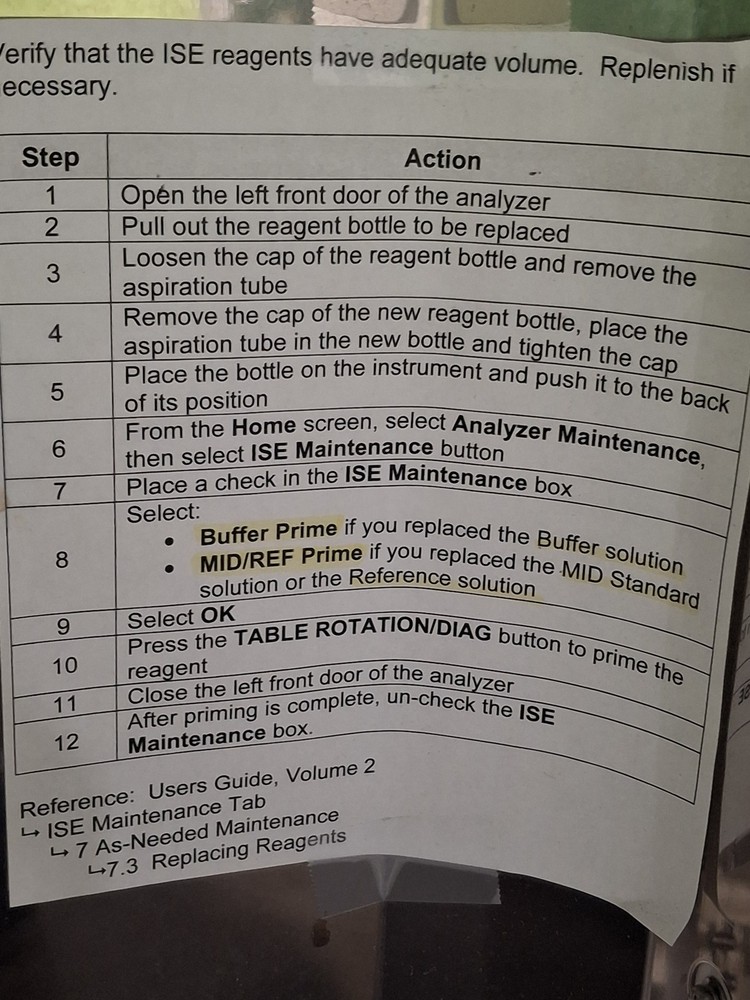 erify that the ISE reagents have adequate volume. Replenish if
ecessary.
Step Action
1 Open the left front door of the analyzer
2 Pull out the reagent bottle to be replaced
3 Loosen the cap of the reagent bottle and remove the
aspiration tube
4 Remove the cap of the new reagent bottle, place the
aspiration tube in the new bottle and tighten the cap
5 Place the bottle on the instrument and push it to the back
of its position
6 From the Home screen, select Analyzer Maintenance,
then select ISE Maintenance button
7 Place a check in the ISE Maintenance box
8 Select:
• Buffer Prime if you replaced the Buffer solution
• MID/REF Prime if you replaced the MID Standard
solution or the Reference solution
9 Select OK
10 Press the TABLE ROTATION/DIAG button to prime the
reagent
11 Close the left front door of the analyzer
12 After priming is complete, un-check the ISE
Maintenance box.
Reference: Users Guide, Volume 2
↳ ISE Maintenance Tab
↳ 7 As-Needed Maintenance
↳7.3 Replacing Reagents